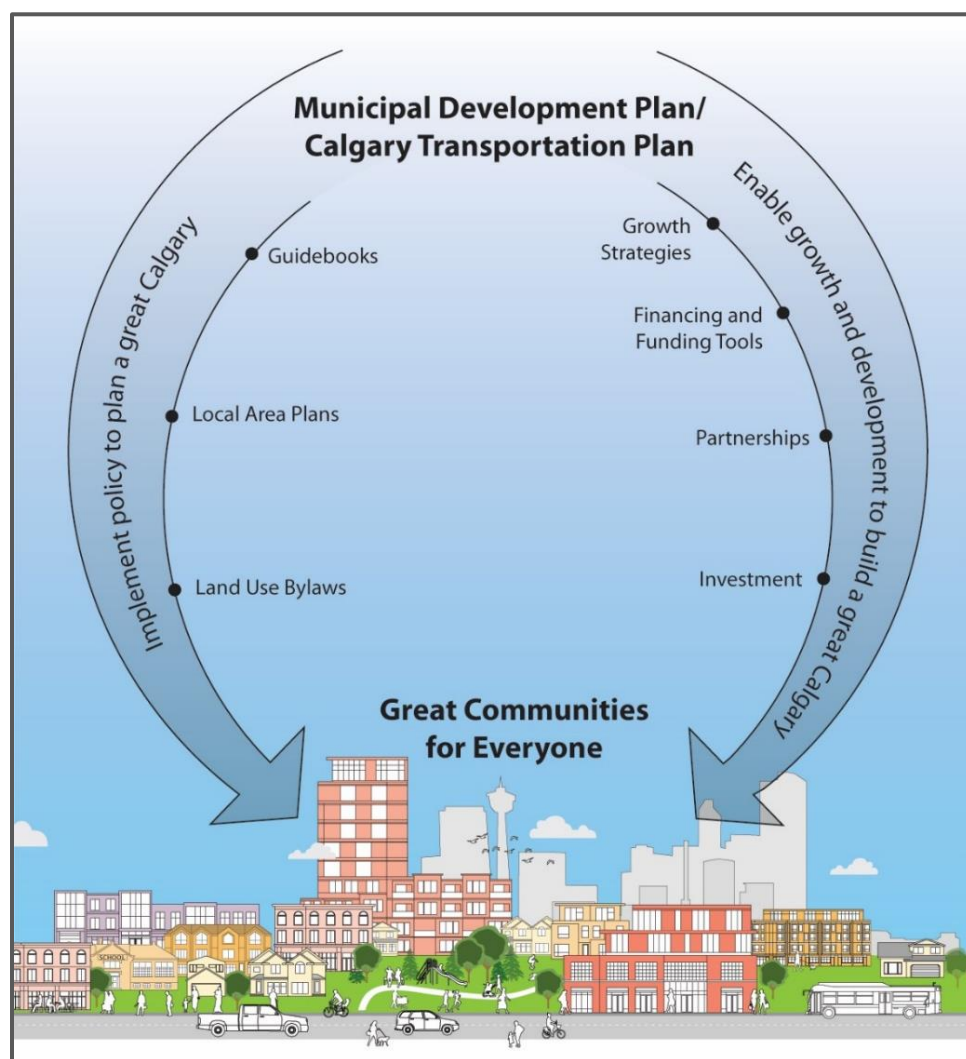 Municipal Development Plan/
Calgary Transportation Plan
Implement policy to plan a great Calgary
Guidebooks
Local Area Plans
Land Use Bylaws
Enable growth and development to build a great Calgary
Growth
Strategies
Financing and
Funding Tools
Partnerships
Investment
Great Communities
for Everyone
SCHOOL